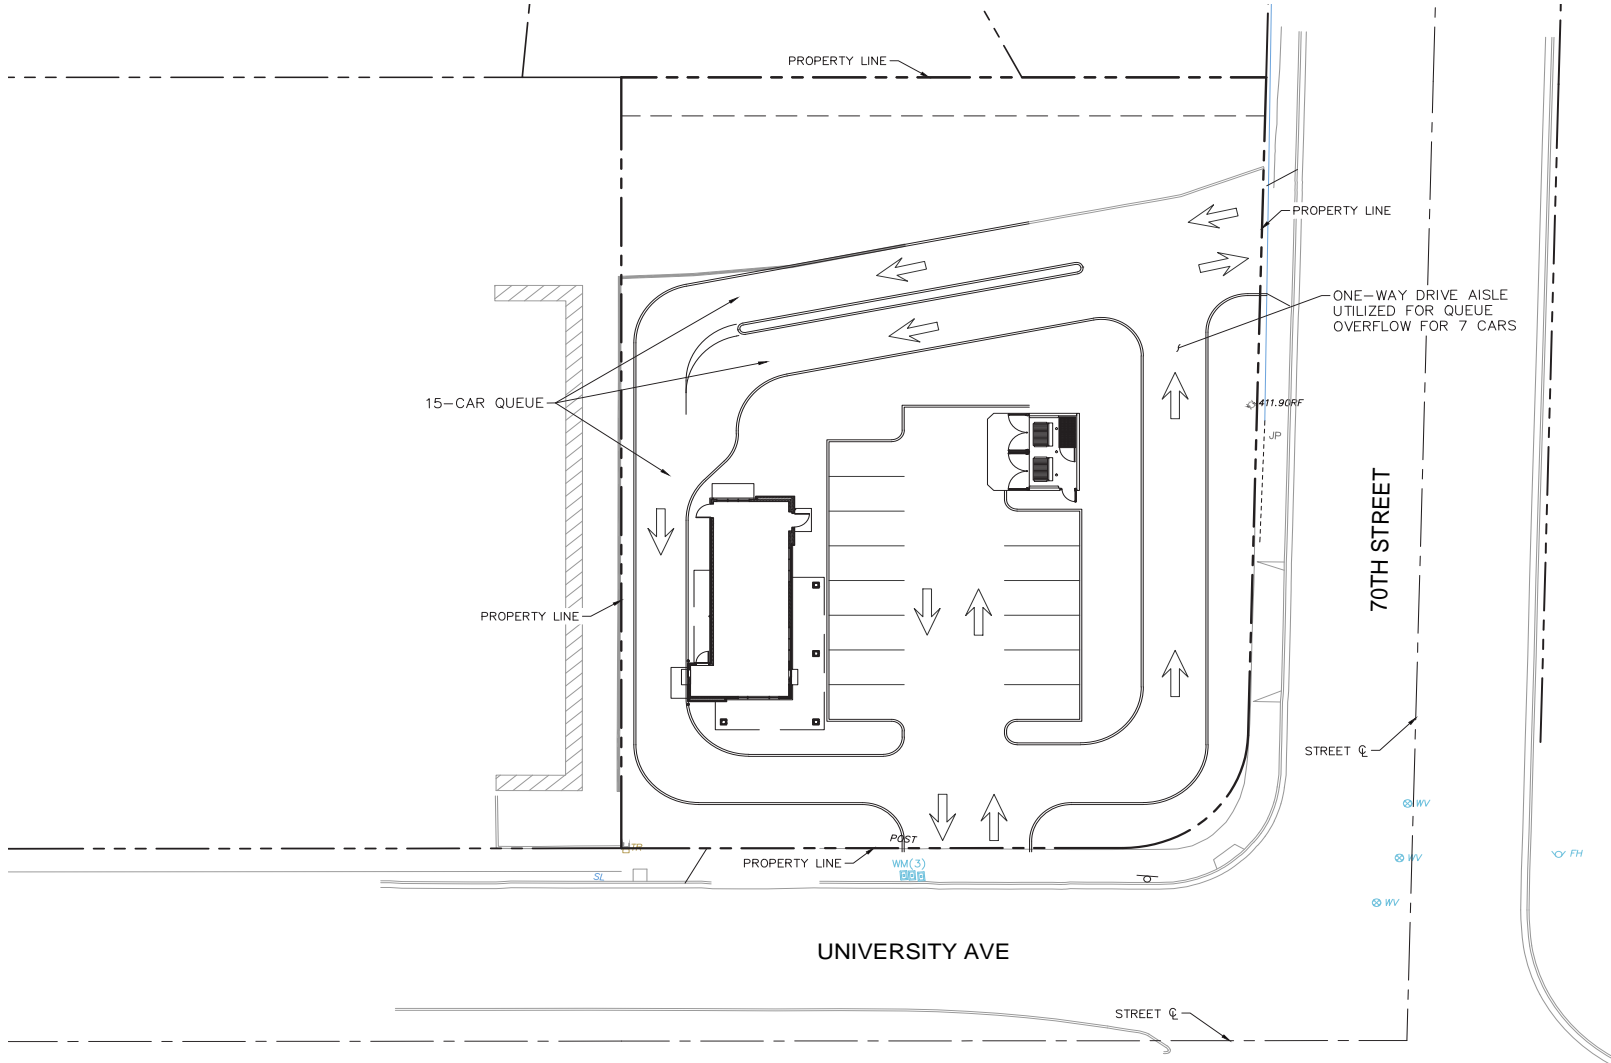 PROPERTY LINE
PROPERTY LINE
ONE-WAY DRIVE AISLE
UTILIZED FOR QUEUE
OVERFLOW FOR 7 CARS
15-CAR QUEUE
411.90RF
JP
70TH STREET
PROPERTY LINE
STREET ℄
WV
POST
TR
PROPERTY LINE
WM(3)
SL
WV
FH
WV
UNIVERSITY AVE
STREET ℄